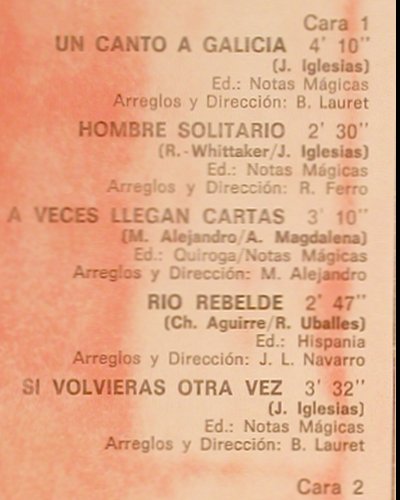 Cara 1
UN CANTO A GALICIA 4' 10''
(J. Iglesias)
Ed.: Notas Mágicas
Arreglos y Dirección: B. Lauret
HOMBRE SOLITARIO 2' 30''
(R.-Whittaker/J. Iglesias)
Ed.: Notas Mágicas
Arreglos y Dirección: R. Ferro
A VECES LLEGAN CARTAS 3' 10''
(M. Alejandro/A. Magdalena)
Ed.: Quiroga/Notas Mágicas
Arreglos y Dirección: M. Alejandro
RIO REBELDE 2' 47''
(Ch. Aguirre/R. Uballes)
Ed.: Hispania
Arreglos y Dirección: J. L. Navarro
SI VOLVIERAS OTRA VEZ 3' 32''
(J. Iglesias)
Ed.: Notas Mágicas
Arreglos y Dirección: B. Lauret
Cara 2